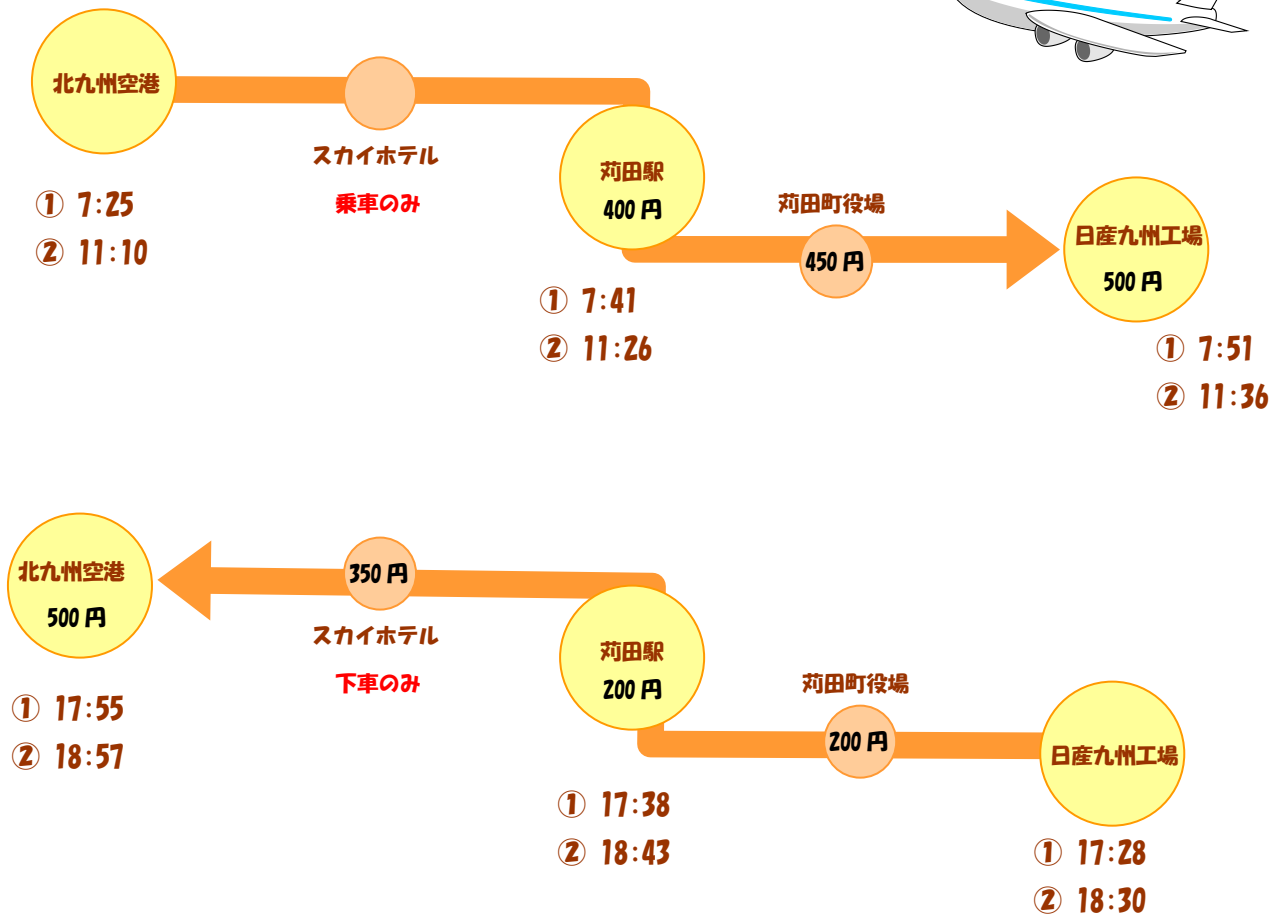 北九州空港
① 7:25
② 11:10
スカイホテル
乗車のみ
苅田駅
400 円
① 7:41
② 11:26
苅田町役場
450 円
日産九州工場
500 円
① 7:51
② 11:36
北九州空港
500 円
① 17:55
② 18:57
350 円
スカイホテル
下車のみ
苅田駅
200 円
① 17:38
② 18:43
苅田町役場
200 円
日産九州工場
① 17:28
② 18:30